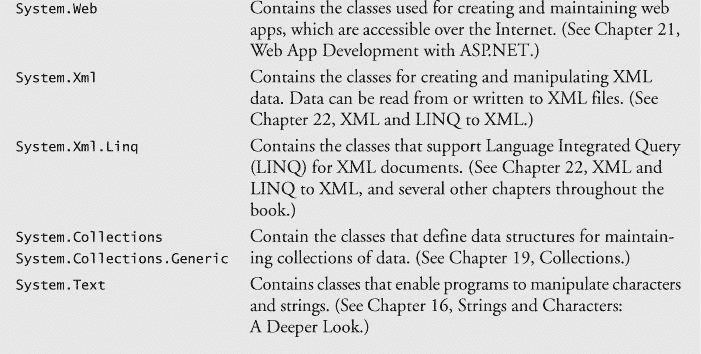 System.Web Contains the classes used for creating and maintaining web
apps, which are accessible over the Internet. (See Chapter 21,
Web App Development with ASP.NET.)
System.Xml Contains the classes for creating and manipulating XML
data. Data can be read from or written to XML files. (See
Chapter 22, XML and LINQ to XML.)
System.Xml.Linq Contains the classes that support Language Integrated Query
(LINQ) for XML documents. (See Chapter 22, XML and
LINQ to XML, and several other chapters throughout the
book.)
System.Collections Contain the classes that define data structures for maintain-
System.Collections.Generic ing collections of data. (See Chapter 19, Collections.)
System.Text Contains classes that enable programs to manipulate characters
and strings. (See Chapter 16, Strings and Characters:
A Deeper Look.)